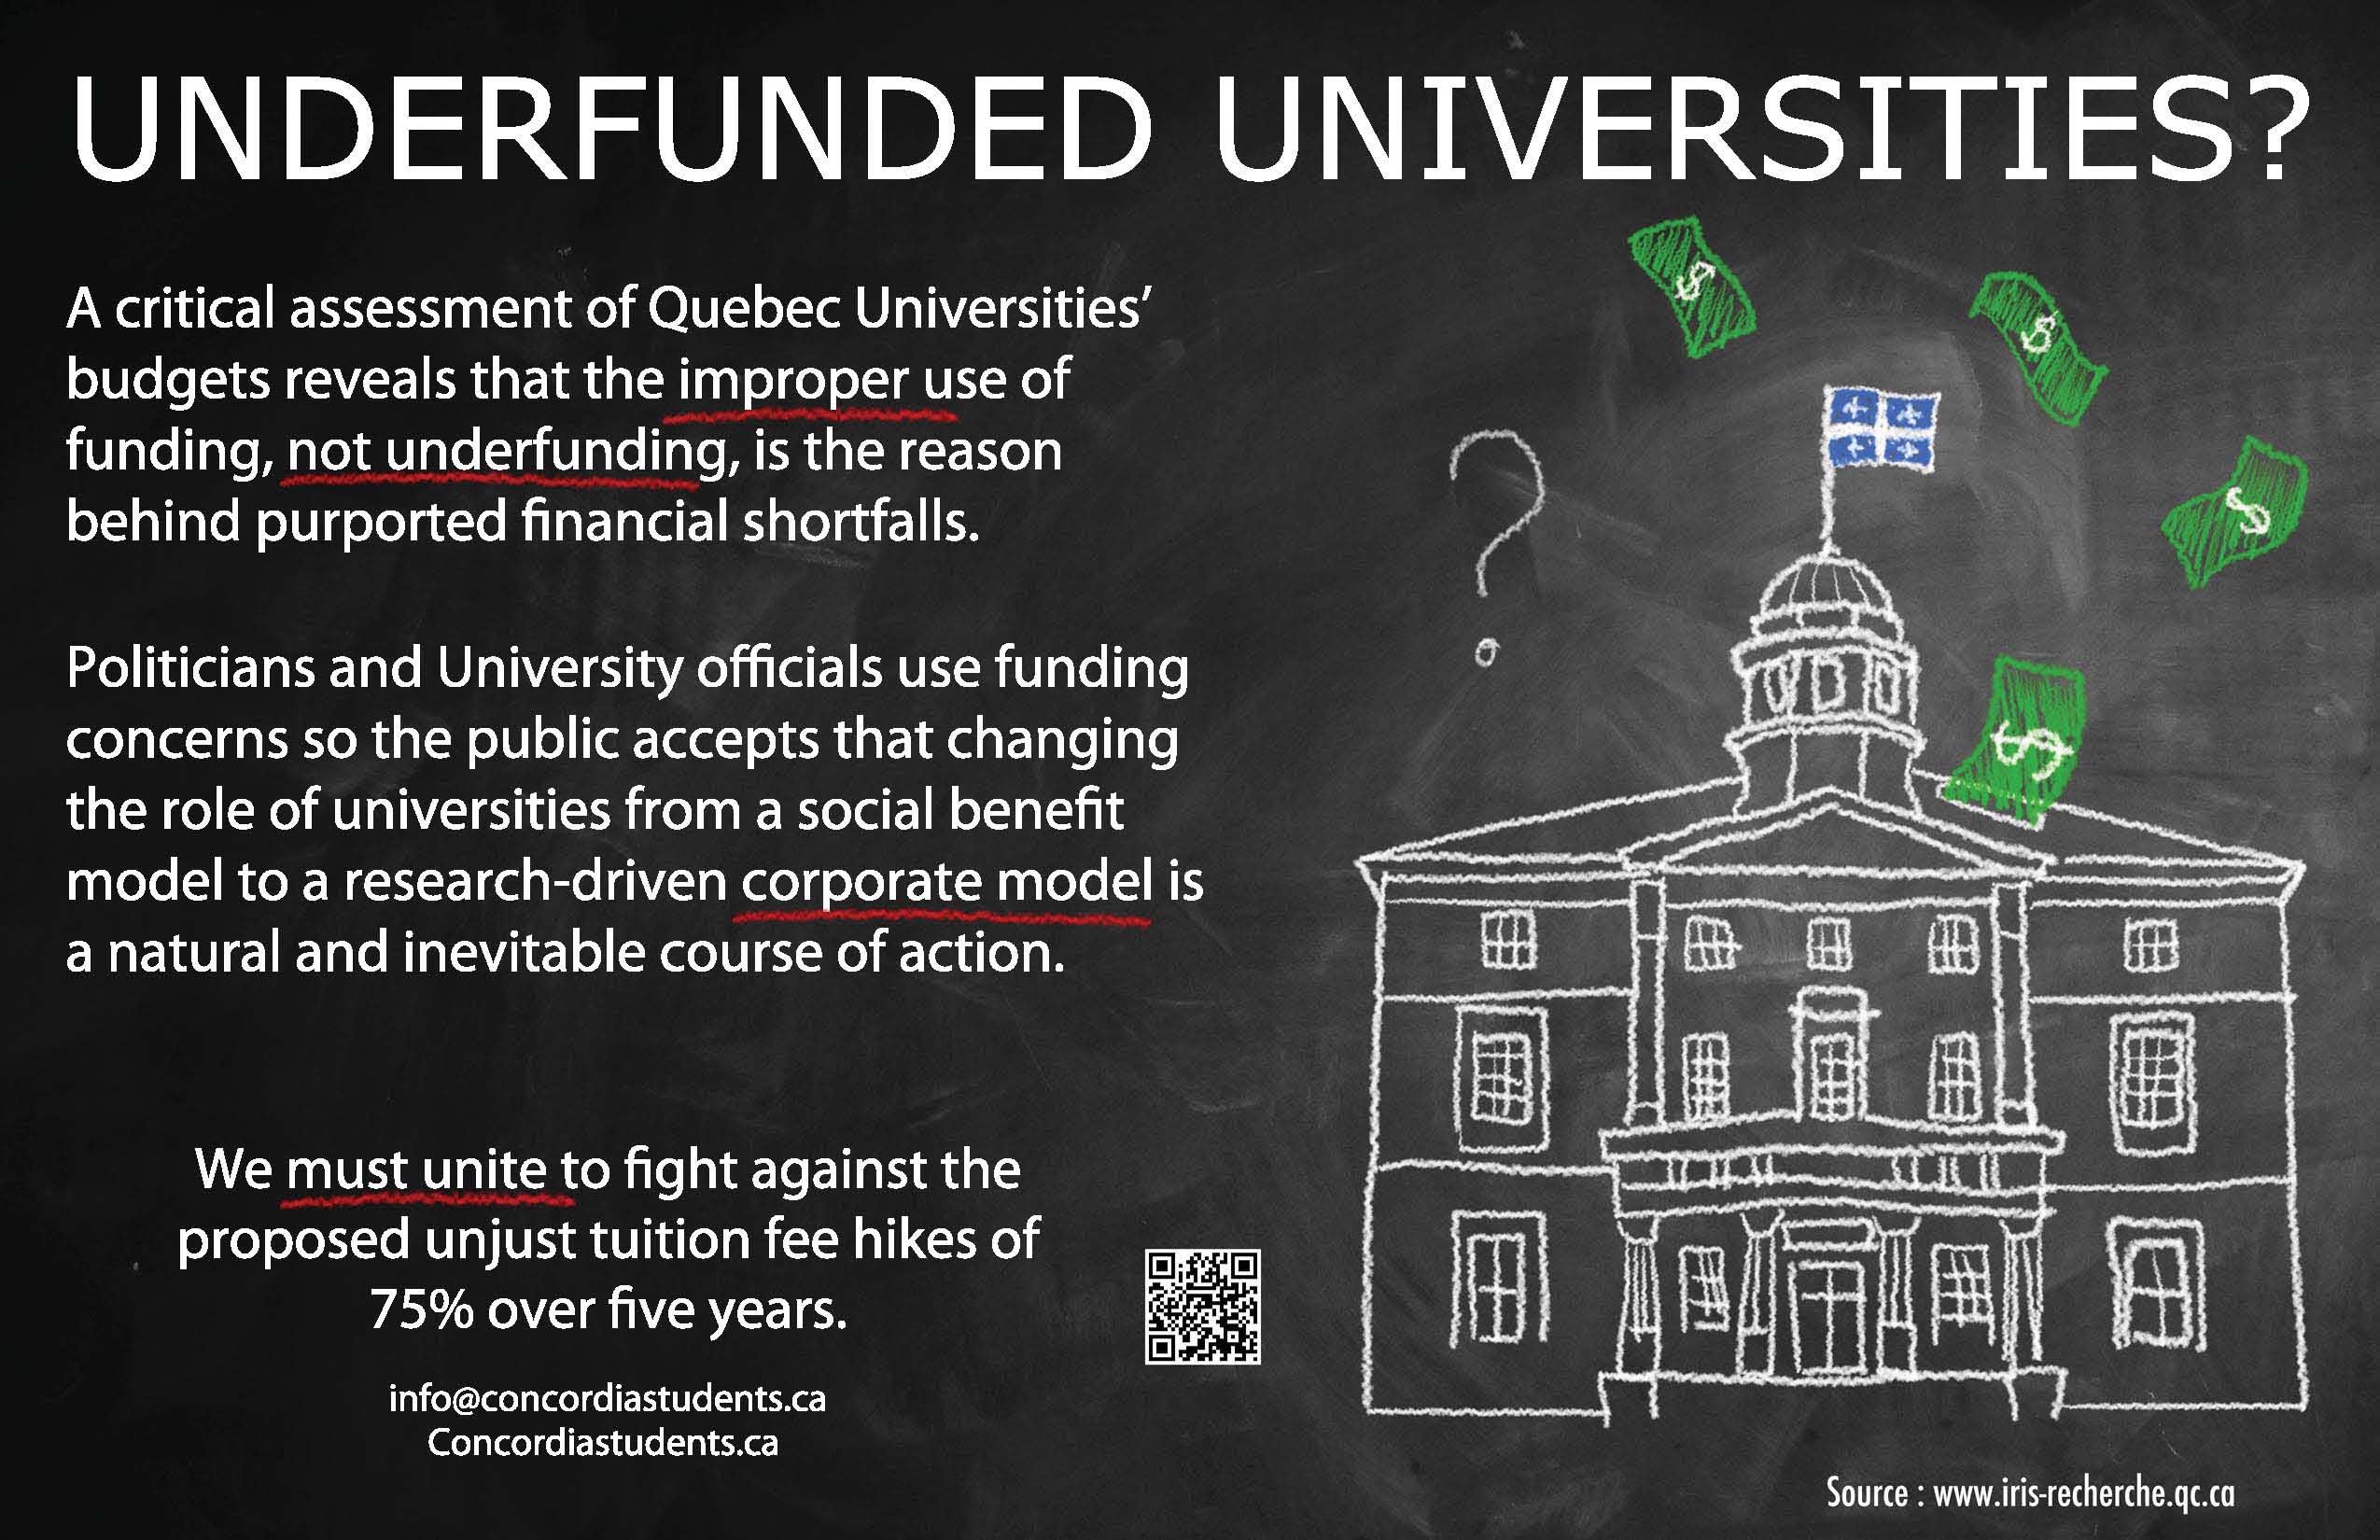 UNDERFUNDED UNIVERSITIES?
A critical assessment of Quebec Universities’
budgets reveals that the improper use of
funding, not underfunding, is the reason
behind purported financial shortfalls.
Politicians and University officials use funding
concerns so the public accepts that changing
the role of universities from a social benefit
model to a research-driven corporate model is
a natural and inevitable course of action.
We must unite to fight against the
proposed unjust tuition fee hikes of
75% over five years.
info@concordiastudents.ca
Concordiastudents.ca
$
$
$
$
?
Source : www.iris-recherche.qc.ca